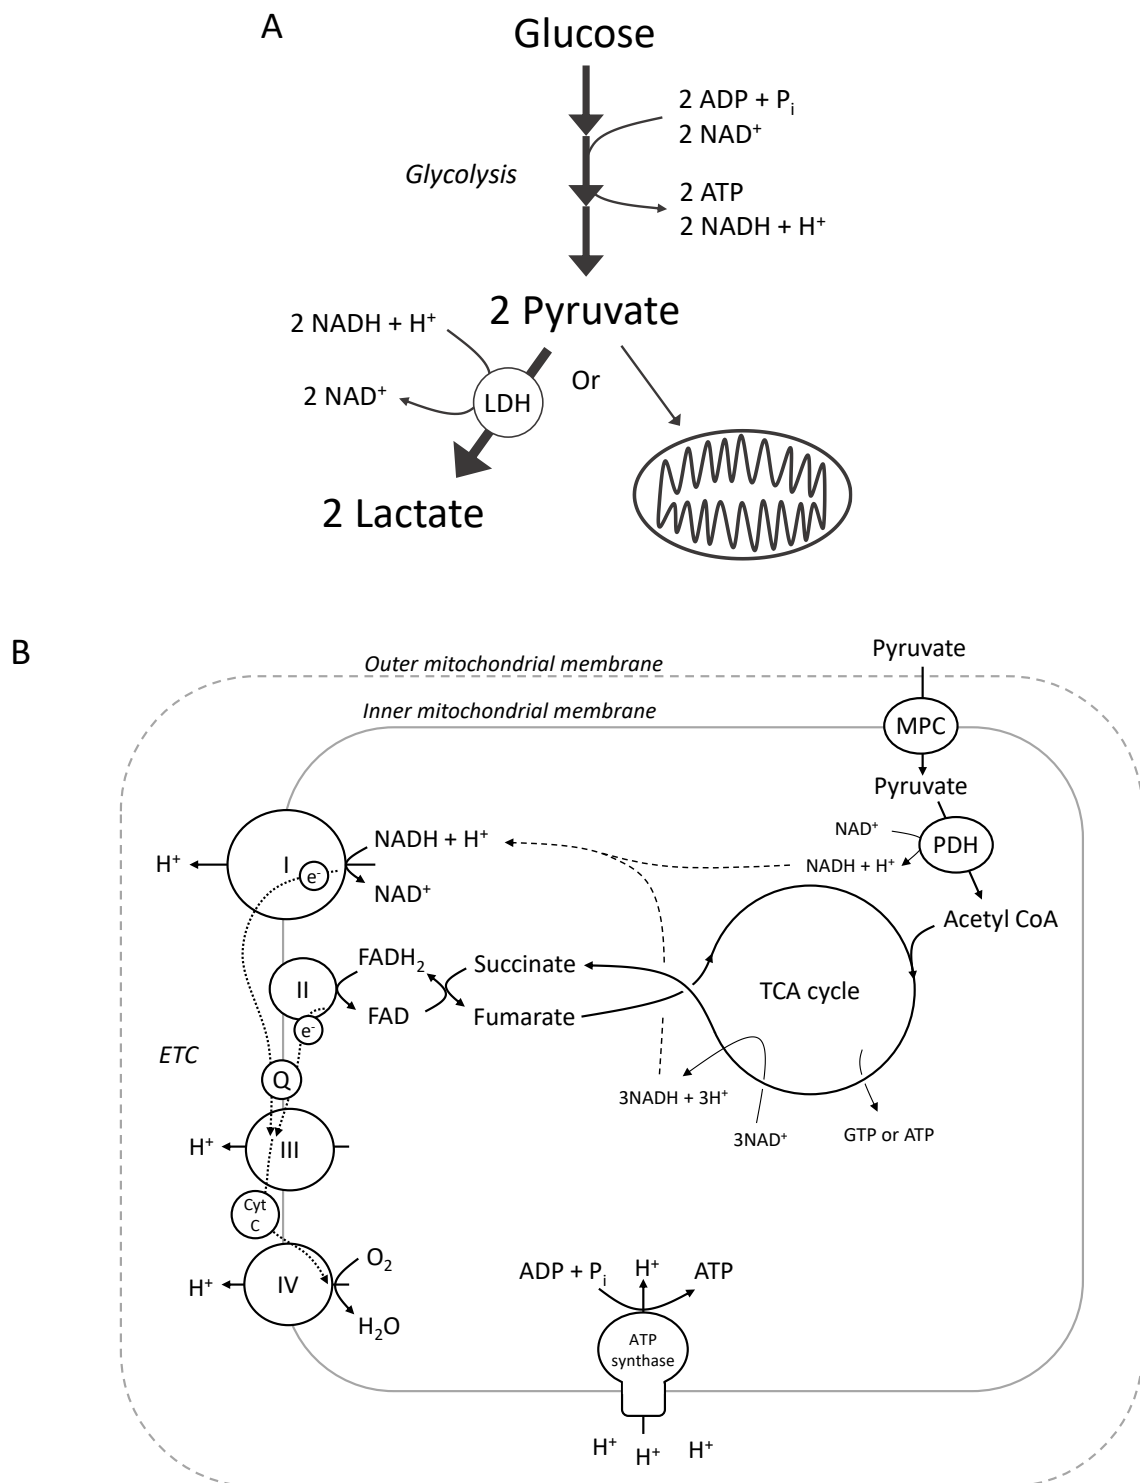 A
Glucose
2 ADP + Pi
2 NAD⁺
Glycolysis
2 ATP
2 NADH + H⁺
2 Pyruvate
2 NADH + H⁺
Or
2 NAD⁺
LDH
2 Lactate
B
Pyruvate
Outer mitochondrial membrane
Inner mitochondrial membrane
MPC
Pyruvate
NAD⁺
PDH
NADH + H⁺
NADH + H⁺
H⁺
I
e⁻
NAD⁺
Acetyl CoA
FADH₂
Succinate
TCA cycle
II
FAD
Fumarate
e⁻
ETC
Q
3NADH + 3H⁺
3NAD⁺
GTP or ATP
H⁺
III
Cyt
C
O₂
H⁺
IV
H₂O
ADP + Pi
H⁺
ATP
ATP
synthase
H⁺
H⁺
H⁺